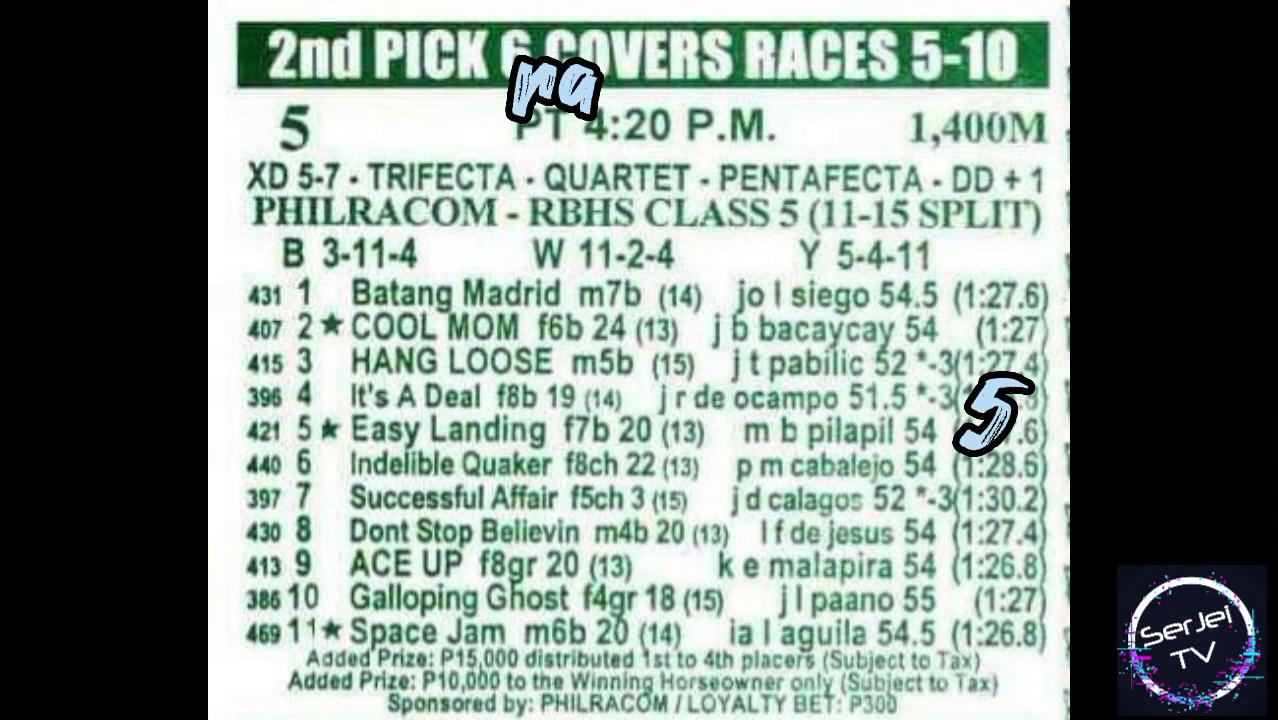 2nd PICK 6 COVERS RACES 5-10
ra
5 PT 4:20 P.M. 1,400M
XD 5-7 - TRIFECTA - QUARTET - PENTAFECTA - DD + 1
PHILRACOM - RBHS CLASS 5 (11-15 SPLIT)
B 3-11-4 W 11-2-4 Y 5-4-11
431 1 Batang Madrid m7b (14) jo l siego 54.5 (1:27.6)
407 2 ★ COOL MOM f6b 24 (13) j b bacaycay 54 (1:27)
415 3 HANG LOOSE m5b (15) j t pabilic 52 *-3(1:27.4)
396 4 It's A Deal f8b 19 (14) j r de ocampo 51.5 *-3
5
421 5 ★ Easy Landing f7b 20 (13) m b pilapil 54
440 6 Indelible Quaker f8ch 22 (13) p m cabalejo 54 (1:28.6)
397 7 Successful Affair f5ch 3 (15) j d calagos 52 *-3(1:30.2)
430 8 Dont Stop Believin m4b 20 (13) l f de jesus 54 (1:27.4)
413 9 ACE UP f8gr 20 (13) k e malapira 54 (1:26.8)
386 10 Galloping Ghost f4gr 18 (15) j l paano 55 (1:27)
469 11 ★ Space Jam m6b 20 (14) ia l aguila 54.5 (1:26.8)
Added Prize: P15,000 distributed 1st to 4th placers (Subject to Tax)
Added Prize: P10,000 to the Winning Horseowner only (Subject to Tax)
Sponsored by: PHILRACOM / LOYALTY BET: P300
SerJei
TV